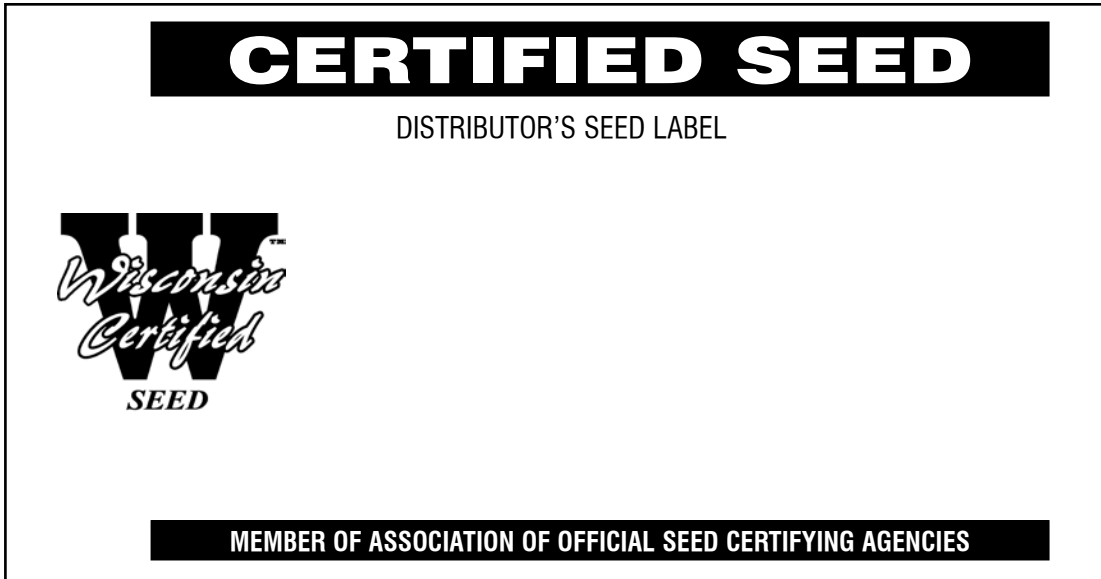 CERTIFIED SEED
DISTRIBUTOR’S SEED LABEL
W
TM
Wisconsin
Certified
SEED
MEMBER OF ASSOCIATION OF OFFICIAL SEED CERTIFYING AGENCIES